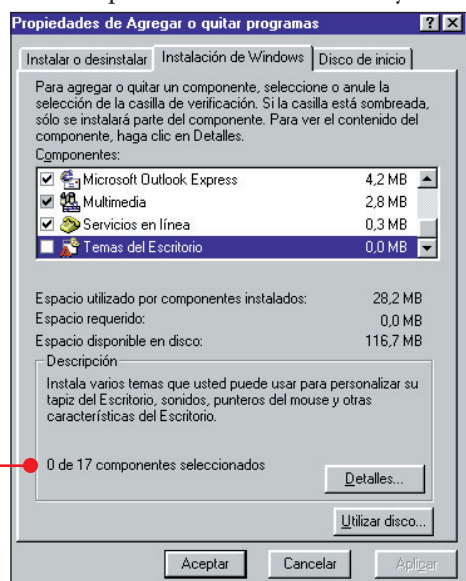 Propiedades de Agregar o quitar programas
Instalar o desinstalar Instalación de Windows Disco de inicio
Para agregar o quitar un componente, seleccione o anule la
selección de la casilla de verificación. Si la casilla está sombreada,
sólo se instalará parte del componente. Para ver el contenido del
componente, haga clic en Detalles.
Componentes:
Microsoft Outlook Express 4,2 MB
Multimedia 2,8 MB
Servicios en línea 0,3 MB
Temas del Escritorio 0,0 MB
Espacio utilizado por componentes instalados: 28,2 MB
Espacio requerido: 0,0 MB
Espacio disponible en disco: 116,7 MB
Descripción
Instala varios temas que usted puede usar para personalizar su
tapiz del Escritorio, sonidos, punteros del mouse y otras
características del Escritorio.
0 de 17 componentes seleccionados
Detalles...
Utilizar disco...
Aceptar Cancelar Aplicar